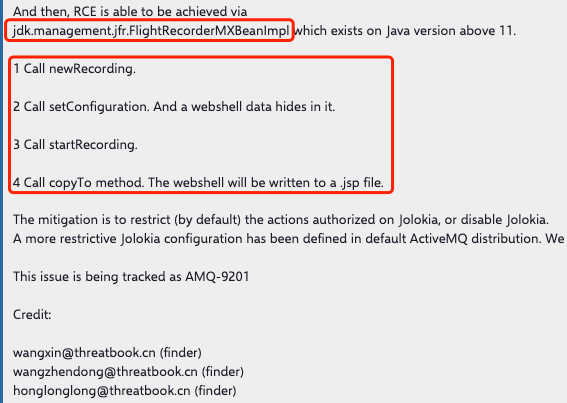 And then, RCE is able to be achieved via
jdk.management.jfr.FlightRecorderMXBeanImpl which exists on Java version above 11.
1 Call newRecording.
2 Call setConfiguration. And a webshell data hides in it.
3 Call startRecording.
4 Call copyTo method. The webshell will be written to a .jsp file.
The mitigation is to restrict (by default) the actions authorized on Jolokia, or disable Jolokia.
A more restrictive Jolokia configuration has been defined in default ActiveMQ distribution. We
This issue is being tracked as AMQ-9201
Credit:
wangxin@threatbook.cn (finder)
wangzhendong@threatbook.cn (finder)
honglonglong@threatbook.cn (finder)